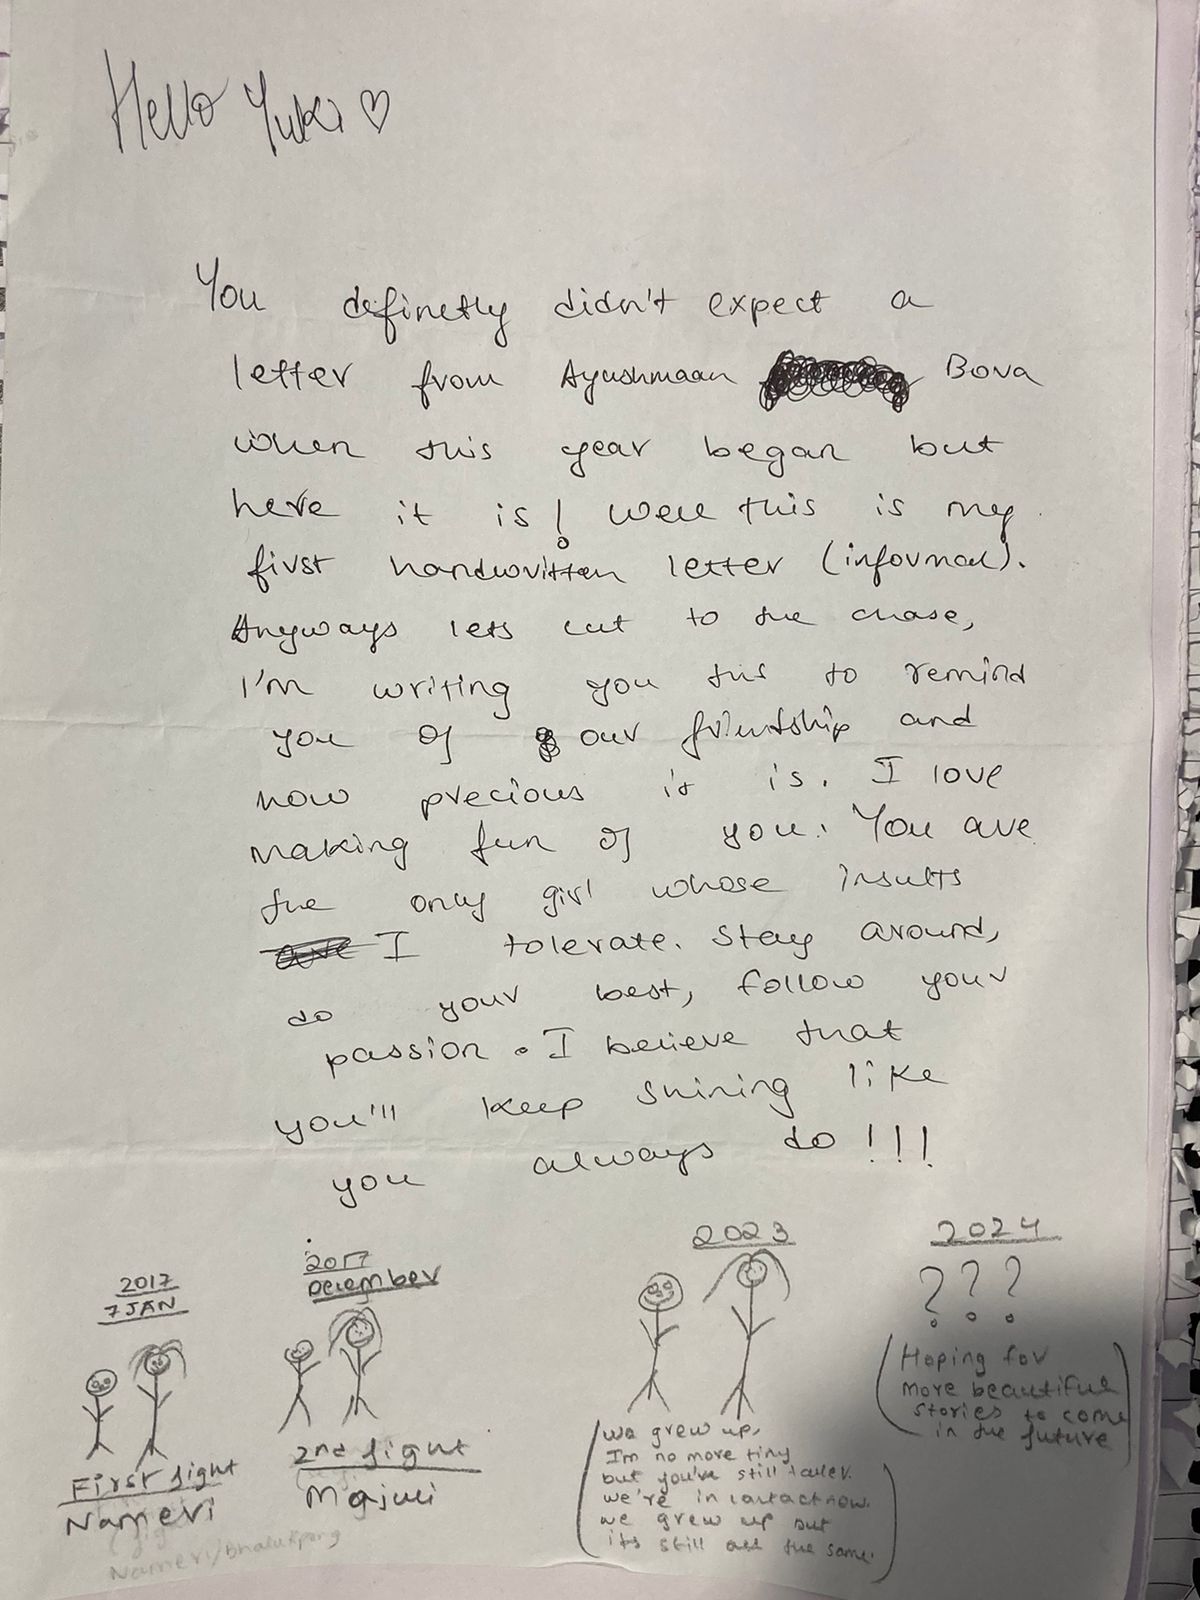 Hello Yuki ♡
You definetly didn't expect a
letter from Ayushmaan Bora
when this year began but
here it is! Well this is my
first handwritten letter (informal).
Anyways lets cut to the chase,
I'm writing you this to remind
you of our friendship and
how precious it is. I love
making fun of you. You are
the only girl whose insults
I tolerate. Stay around,
do your best, follow your
passion. I believe that
you'll keep shining like
you always do!!!
2017
7 JAN
First fight
Nameri
Nameri/Bhalukpong
2017
December
2nd fight
Majuli
2023
(we grew up,
I'm no more tiny
but you're still taller.
we're in contact now.
we grew up but
its still all the same.)
2024
???
(Hoping for
more beautiful
stories to come
in the future)